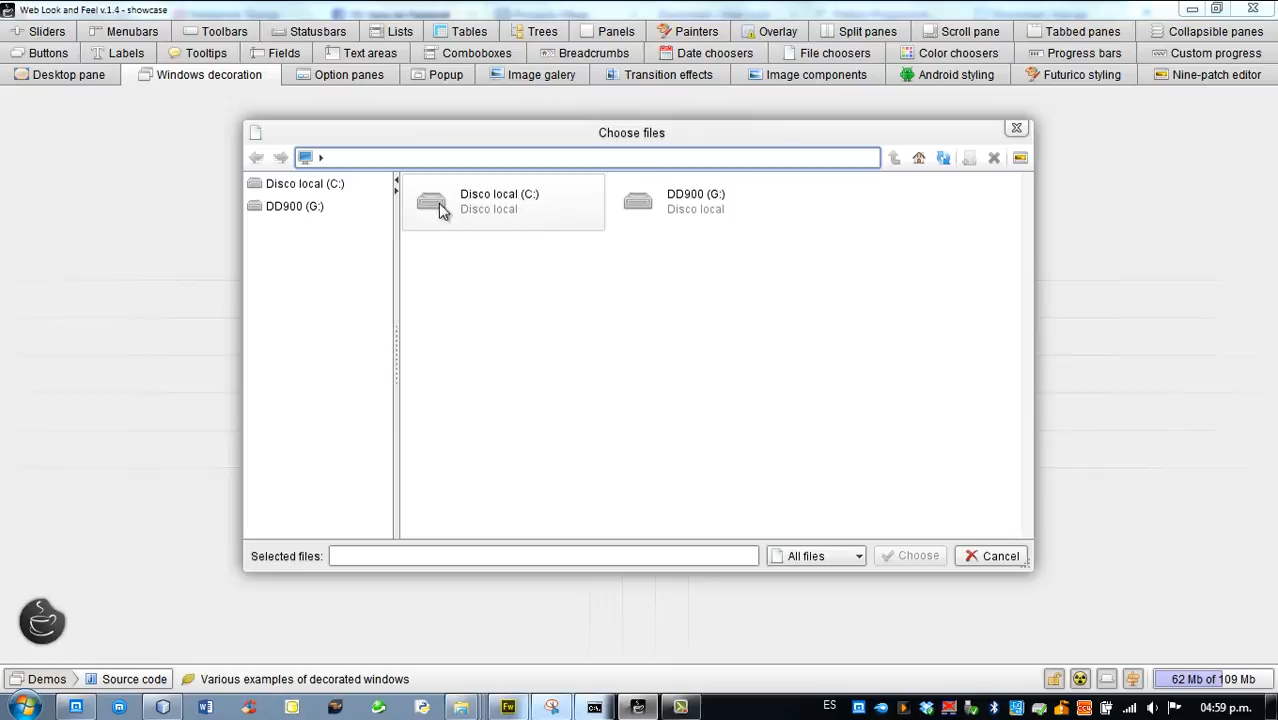 Web Look and Feel v.1.4 - showcase
Sliders Menubars Toolbars Statusbars Lists Tables Trees Panels Painters Overlay Split panes Scroll pane Tabbed panes Collapsible panes
Buttons Labels Tooltips Fields Text areas Comboboxes Breadcrumbs Date choosers File choosers Color choosers Progress bars Custom progress
Desktop pane Windows decoration Option panes Popup Image galery Transition effects Image components Android styling Futurico styling Nine-patch editor
Choose files
Disco local (C:)
DD900 (G:)
Disco local (C:)
Disco local
DD900 (G:)
Disco local
Selected files: All files Choose Cancel
Demos Source code Various examples of decorated windows 62 Mb of 109 Mb
ES 04:59 p.m.